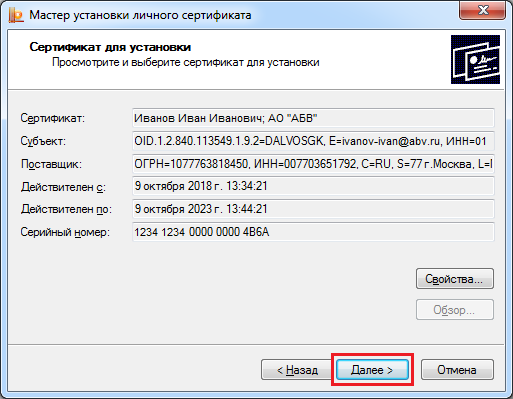 Мастер установки личного сертификата
Сертификат для установки
Просмотрите и выберите сертификат для установки
Сертификат: Иванов Иван Иванович; АО "АБВ"
Субъект: OID.1.2.840.113549.1.9.2=DALVOSGK, E=ivanov-ivan@abv.ru, ИНН=01
Поставщик: ОГРН=1077763818450, ИНН=007703651792, C=RU, S=77 г.Москва, L=
Действителен с: 9 октября 2018 г. 13:34:21
Действителен по: 9 октября 2023 г. 13:44:21
Серийный номер: 1234 1234 0000 0000 4B6A
Свойства...
Обзор...
< Назад Далее > Отмена